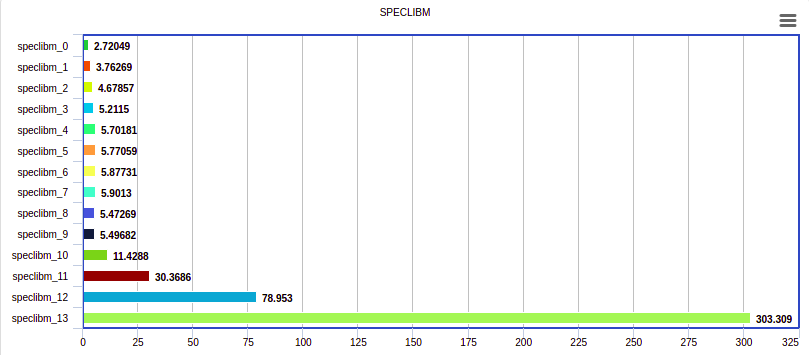 SPECLIBM
speclibm_0 2.72049
speclibm_1 3.76269
speclibm_2 4.67857
speclibm_3 5.2115
speclibm_4 5.70181
speclibm_5 5.77059
speclibm_6 5.87731
speclibm_7 5.9013
speclibm_8 5.47269
speclibm_9 5.49682
speclibm_10 11.4288
speclibm_11 30.3686
speclibm_12 78.953
speclibm_13 303.309
0 25 50 75 100 125 150 175 200 225 250 275 300 325